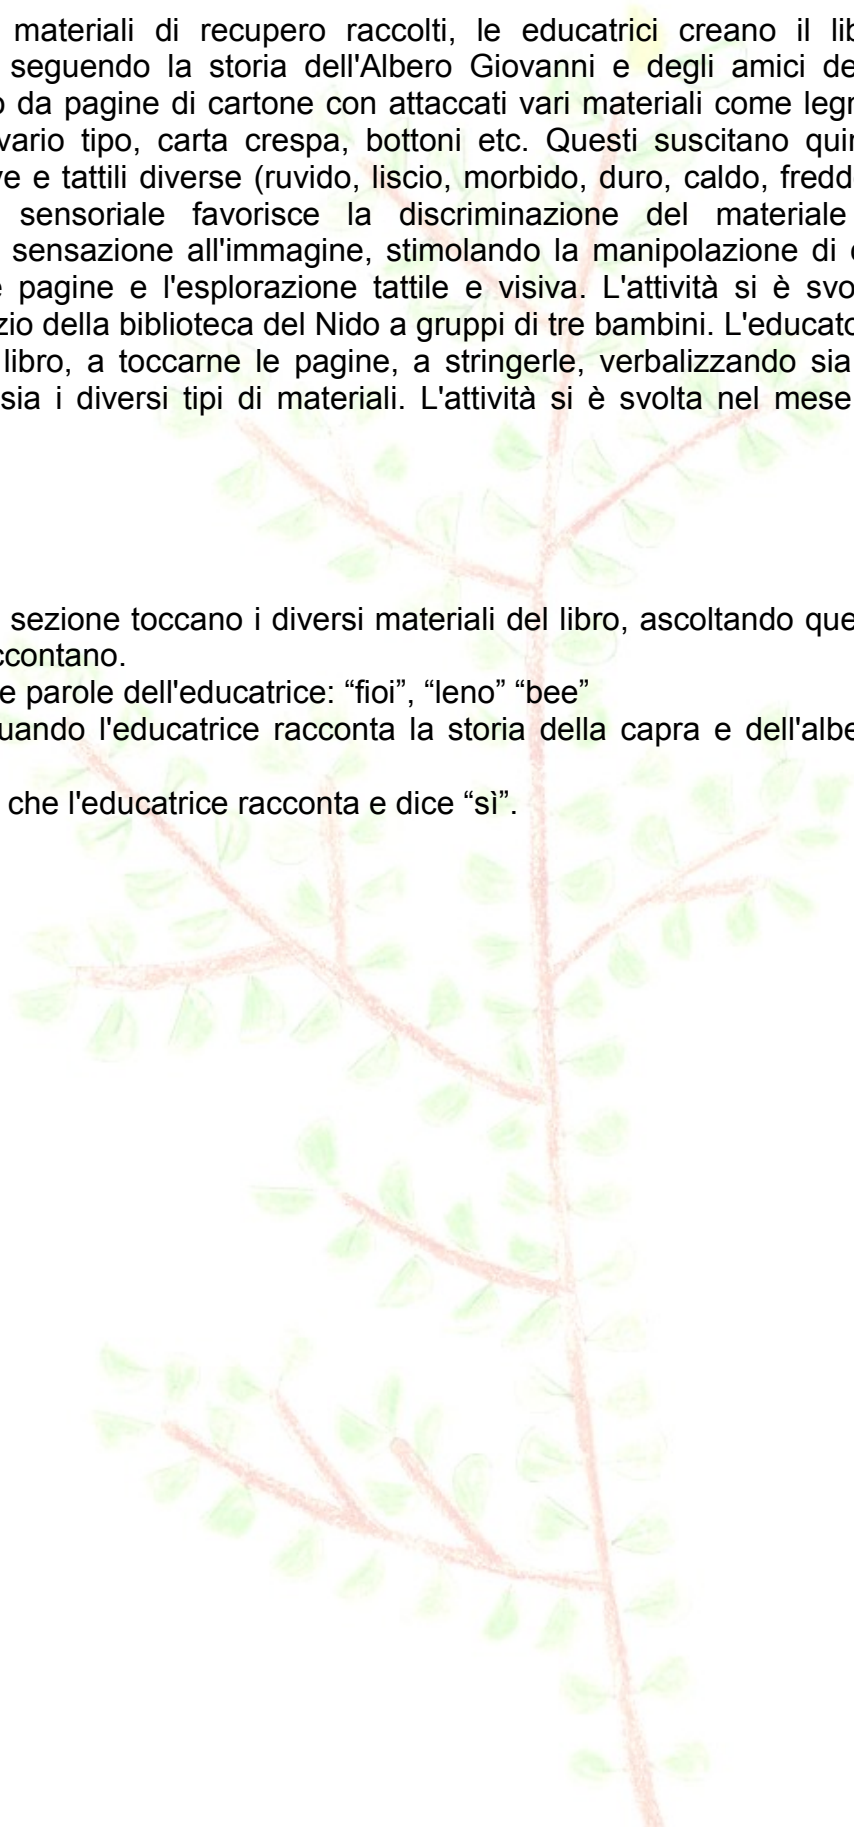 materiali di recupero raccolti, le educatrici creano il lib
seguendo la storia dell'Albero Giovanni e degli amici de
o da pagine di cartone con attaccati vari materiali come legn
vario tipo, carta crespa, bottoni etc. Questi suscitano quin
ve e tattili diverse (ruvido, liscio, morbido, duro, caldo, fredd
sensoriale favorisce la discriminazione del materiale
sensazione all'immagine, stimolando la manipolazione di
e pagine e l'esplorazione tattile e visiva. L'attività si è svo
zio della biblioteca del Nido a gruppi di tre bambini. L'educato
libro, a toccarne le pagine, a stringerle, verbalizzando sia
sia i diversi tipi di materiali. L'attività si è svolta nel mese
sezione toccano i diversi materiali del libro, ascoltando que
ccontano.
e parole dell'educatrice: “fioi”, “leno” “bee”
uando l'educatrice racconta la storia della capra e dell'albe
che l'educatrice racconta e dice “sì”.